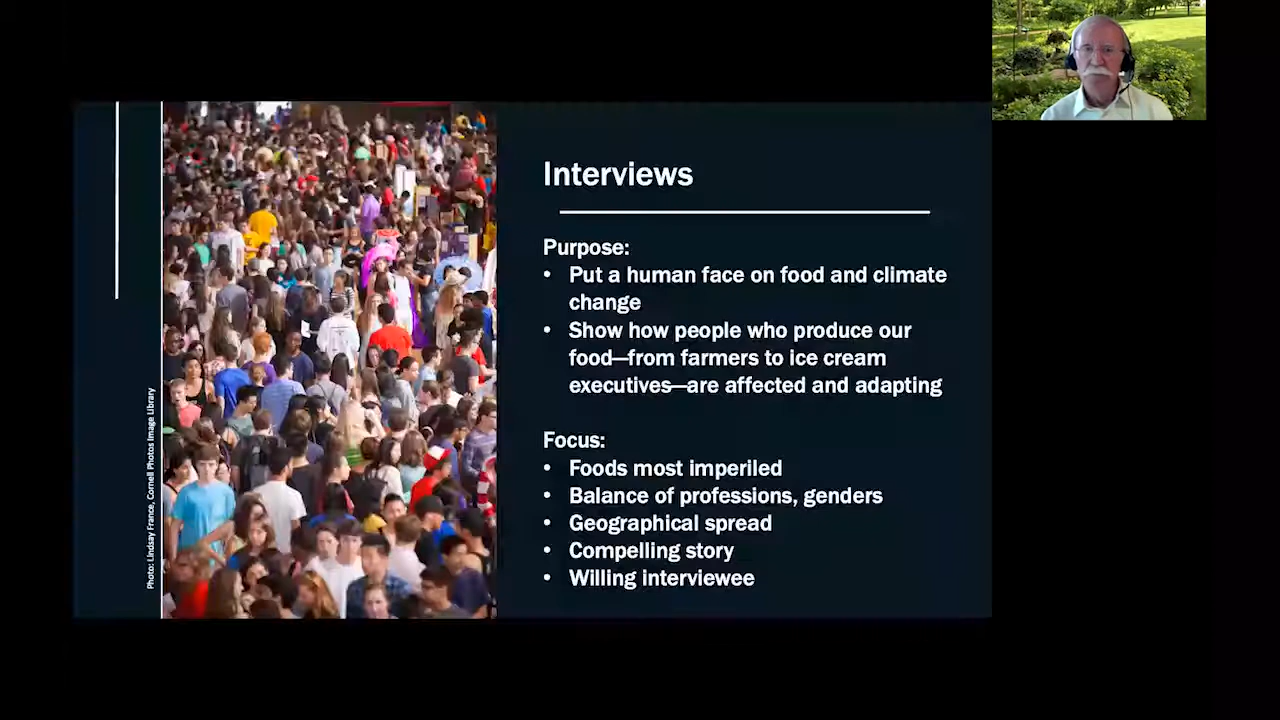 Interviews
Purpose:
• Put a human face on food and climate
change
• Show how people who produce our
food—from farmers to ice cream
executives—are affected and adapting
Focus:
• Foods most imperiled
• Balance of professions, genders
• Geographical spread
• Compelling story
• Willing interviewee
Photo: Lindsay France, Cornell Photos Image Library